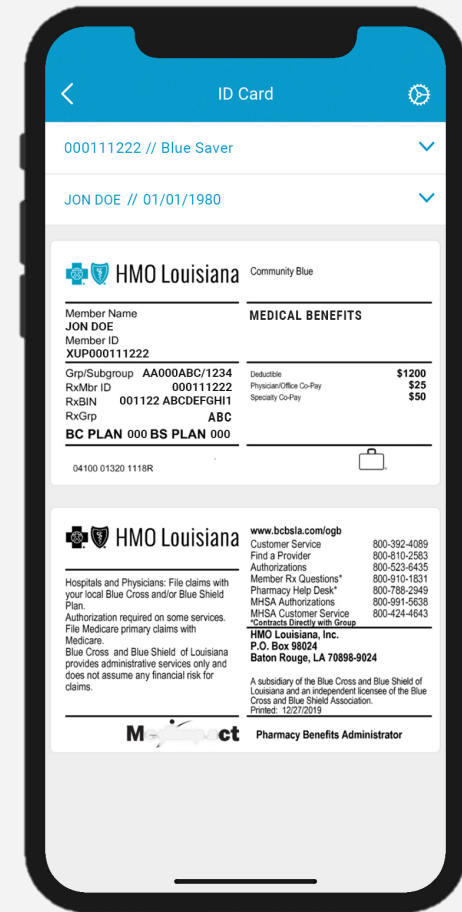 ID Card
000111222 // Blue Saver
JON DOE // 01/01/1980
HMO Louisiana
Community Blue
Member Name
JON DOE
Member ID
XUP000111222
MEDICAL BENEFITS
Grp/Subgroup AA000ABC/1234
RxMbr ID 000111222
RxBIN 001122 ABCDEFGHI1
RxGrp ABC
BC PLAN 000 BS PLAN 000
Deductible $1200
Physician/Office Co-Pay $25
Specialty Co-Pay $50
04100 01320 1118R
HMO Louisiana
Hospitals and Physicians: File claims with
your local Blue Cross and/or Blue Shield
Plan.
Authorization required on some services.
File Medicare primary claims with
Medicare.
Blue Cross and Blue Shield of Louisiana
provides administrative services only and
does not assume any financial risk for
claims.
www.bcbsla.com/ogb
Customer Service 800-392-4089
Find a Provider 800-810-2583
Authorizations 800-523-6435
Member Rx Questions* 800-910-1831
Pharmacy Help Desk* 800-788-2949
MHSA Authorizations 800-991-5638
MHSA Customer Service 800-424-4643
*Contracts Directly with Group
HMO Louisiana, Inc.
P.O. Box 98024
Baton Rouge, LA 70898-9024
A subsidiary of the Blue Cross and Blue Shield of
Louisiana and an independent licensee of the Blue
Cross and Blue Shield Association.
Printed: 12/27/2019
Pharmacy Benefits Administrator